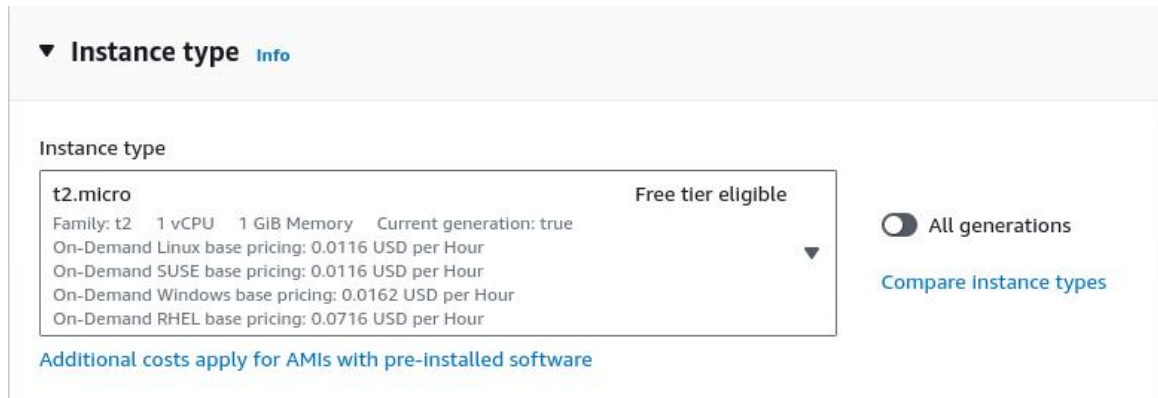 Instance type Info
Instance type
t2.micro Free tier eligible
Family: t2 1 vCPU 1 GiB Memory Current generation: true
On-Demand Linux base pricing: 0.0116 USD per Hour
On-Demand SUSE base pricing: 0.0116 USD per Hour
On-Demand Windows base pricing: 0.0162 USD per Hour
On-Demand RHEL base pricing: 0.0716 USD per Hour
All generations
Compare instance types
Additional costs apply for AMIs with pre-installed software